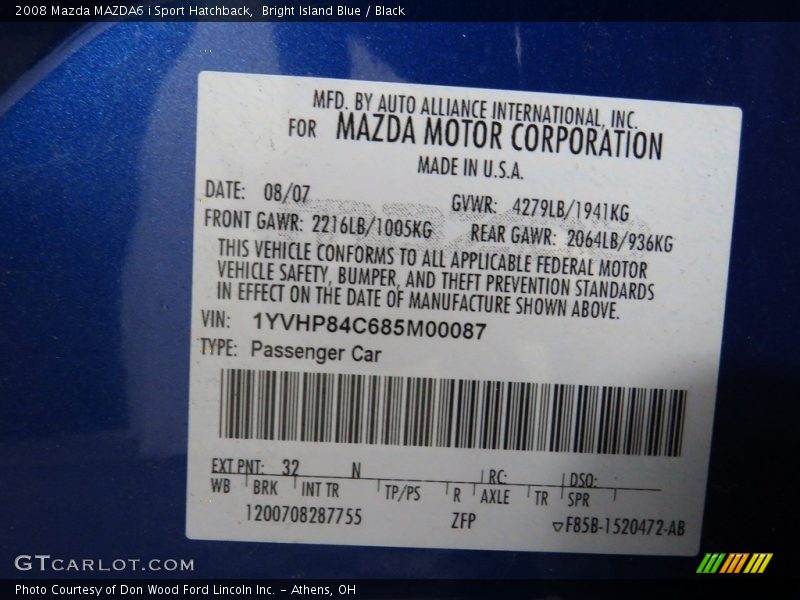 2008 Mazda MAZDA6 i Sport Hatchback, Bright Island Blue / Black
MFD. BY AUTO ALLIANCE INTERNATIONAL, INC.
FOR MAZDA MOTOR CORPORATION
MADE IN U.S.A.
DATE: 08/07 GVWR: 4279LB/1941KG
FRONT GAWR: 2216LB/1005KG REAR GAWR: 2064LB/936KG
THIS VEHICLE CONFORMS TO ALL APPLICABLE FEDERAL MOTOR
VEHICLE SAFETY, BUMPER, AND THEFT PREVENTION STANDARDS
IN EFFECT ON THE DATE OF MANUFACTURE SHOWN ABOVE.
VIN: 1YVHP84C685M00087
TYPE: Passenger Car
EXT PNT: 32 N RC: DSO:
WB BRK INT TR TP/PS R AXLE TR SPR
1200708287755 ZFP ▽F85B-1520472-AB
GTCARLOT.COM
Photo Courtesy of Don Wood Ford Lincoln Inc. - Athens, OH